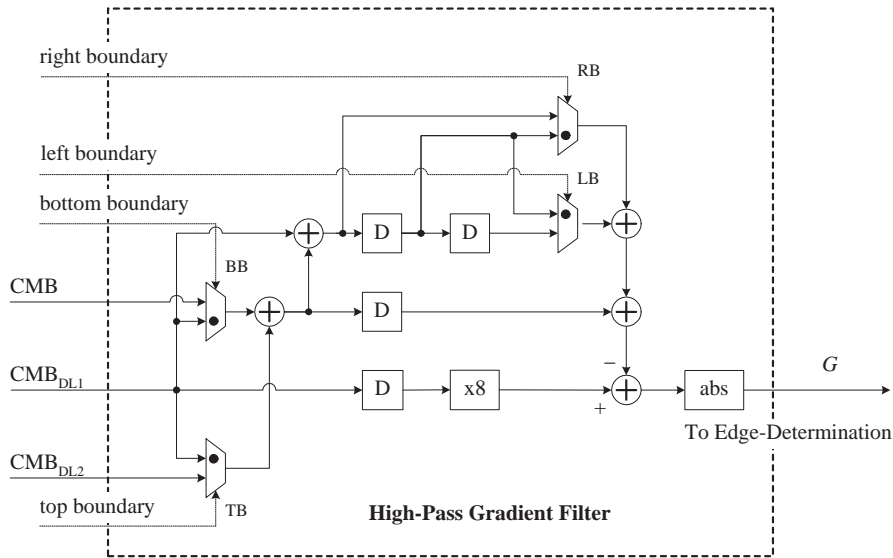 right boundary
RB
left boundary
LB
bottom boundary
D
D
BB
CMB
D
CMB_DL1
D
x8
−
+
abs
G
To Edge-Determination
CMB_DL2
top boundary
TB
High-Pass Gradient Filter